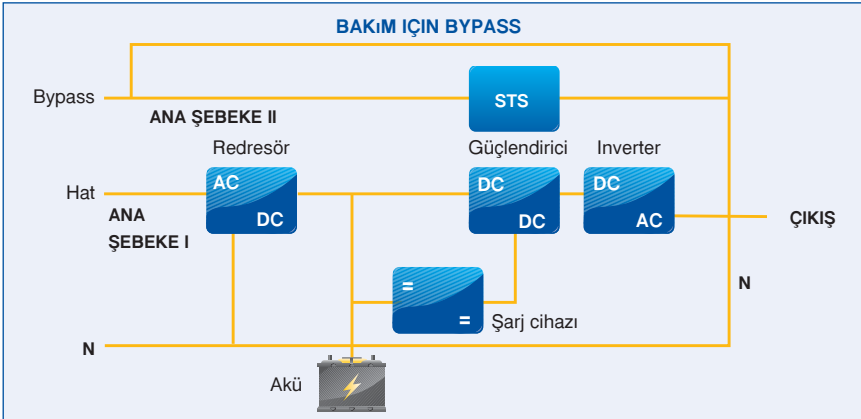 BAKıM IÇIN BYPASS
Bypass
STS
ANA ŞEBEKE II
Redresör
Güçlendirici
Inverter
Hat
AC
DC
DC
DC
DC
AC
ANA
ŞEBEKE I
ÇIKIŞ
N
=
=
Şarj cihazı
N
Akü